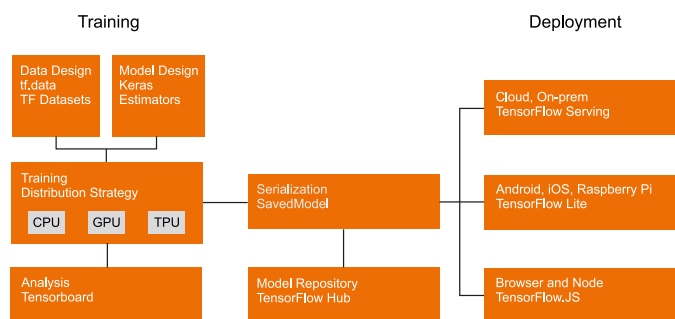 Training
Deployment
Data Design
tf.data
TF Datasets
Model Design
Keras
Estimators
Cloud, On-prem
TensorFlow Serving
Training
Distribution Strategy
CPU
GPU
TPU
Serialization
SavedModel
Android, iOS, Raspberry Pi
TensorFlow Lite
Analysis
Tensorboard
Model Repository
TensorFlow Hub
Browser and Node
TensorFlow.JS